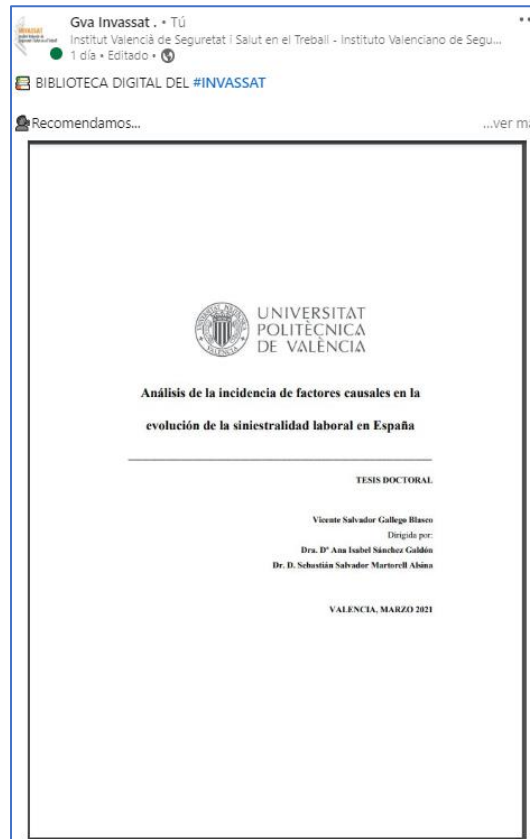 Gva Invassat . • Tú
Institut Valencià de Seguretat i Salut en el Treball - Instituto Valenciano de Segu...
1 día • Editado •
BIBLIOTECA DIGITAL DEL #INVASSAT
Recomendamos...
...ver má
UNIVERSITAT
POLITÈCNICA
DE VALÈNCIA
Análisis de la incidencia de factores causales en la
evolución de la siniestralidad laboral en España
TESIS DOCTORAL
Vicente Salvador Gallego Blasco
Dirigida por:
Dra. Dª Ana Isabel Sánchez Galdón
Dr. D. Sebastián Salvador Martorell Alsina
VALENCIA, MARZO 2021